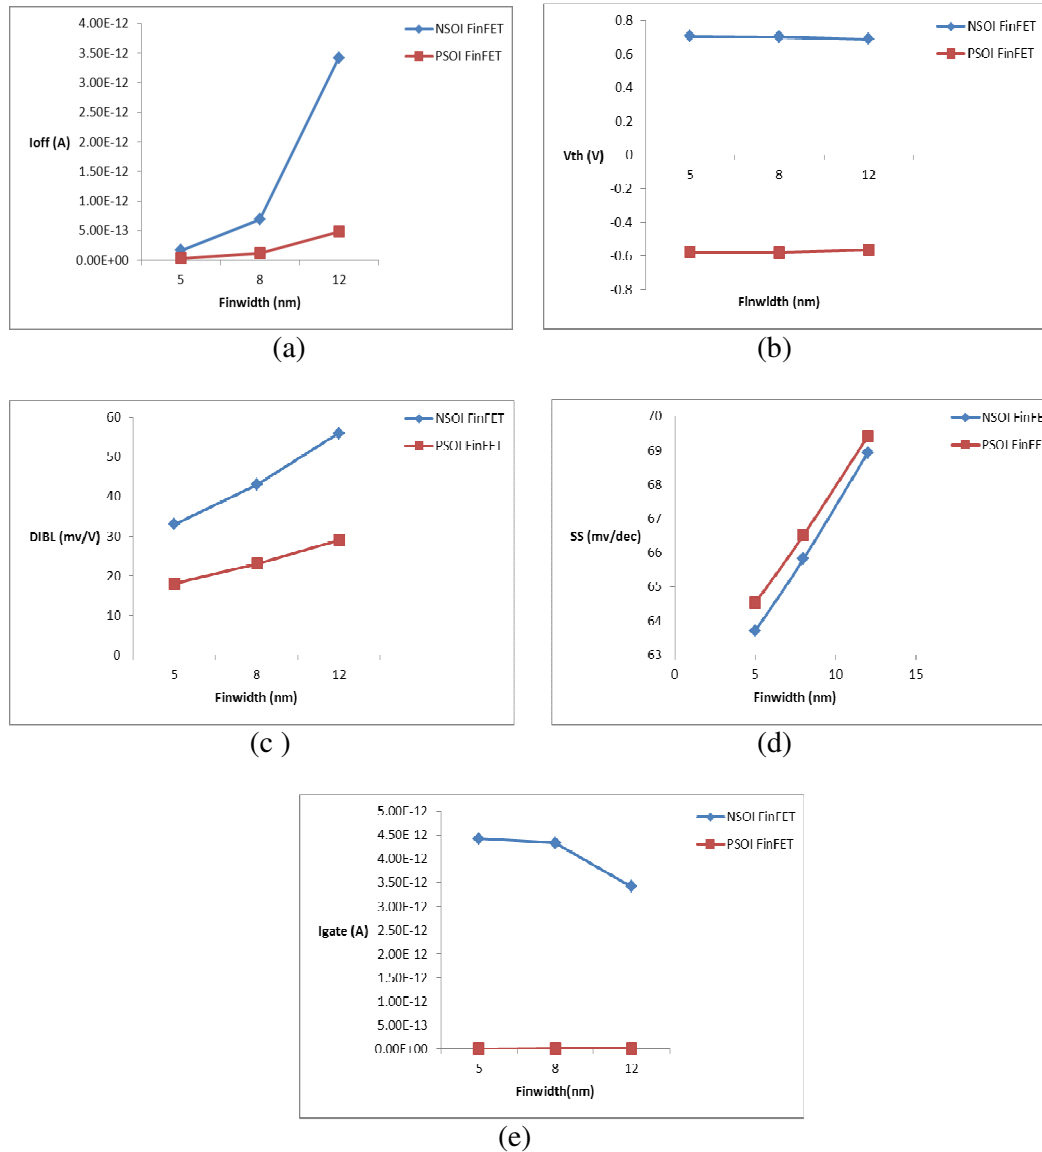 4.00E-12
3.50E-12
3.00E-12
2.50E-12
2.00E-12
1.50E-12
1.00E-12
5.00E-13
0.00E+00
Ioff (A)
5 8 12
Finwidth (nm)
NSOI FinFET
PSOI FinFET
(a)
0.8
0.6
0.4
0.2
0
-0.2
-0.4
-0.6
-0.8
Vth (V)
5 8 12
Finwidth (nm)
NSOI FinFET
PSOI FinFET
(b)
60
50
40
30
20
10
0
DIBL (mv/V)
5 8 12
Finwidth (nm)
NSOI FinFET
PSOI FinFET
(c )
70
69
68
67
66
65
64
63
SS (mv/dec)
0 5 10 15
Finwidth (nm)
NSOI FinFE
PSOI FinFE
(d)
5.00E-12
4.50E-12
4.00E-12
3.50E-12
3.00E-12
2.50E-12
2.00E-12
1.50E-12
1.00E-12
5.00E-13
0.00E+00
Igate (A)
5 8 12
Finwidth(nm)
NSOI FinFET
PSOI FinFET
(e)